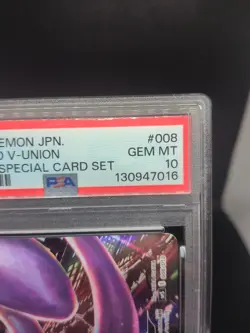 EMON JPN. #008
V-UNION GEM MT
SPECIAL CARD SET 10
PSA 130947016